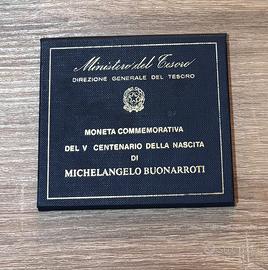 Ministero del Tesoro
DIREZIONE GENERALE DEL TESORO
MONETA COMMEMORATIVA
DEL V CENTENARIO DELLA NASCITA
DI
MICHELANGELO BUONARROTI